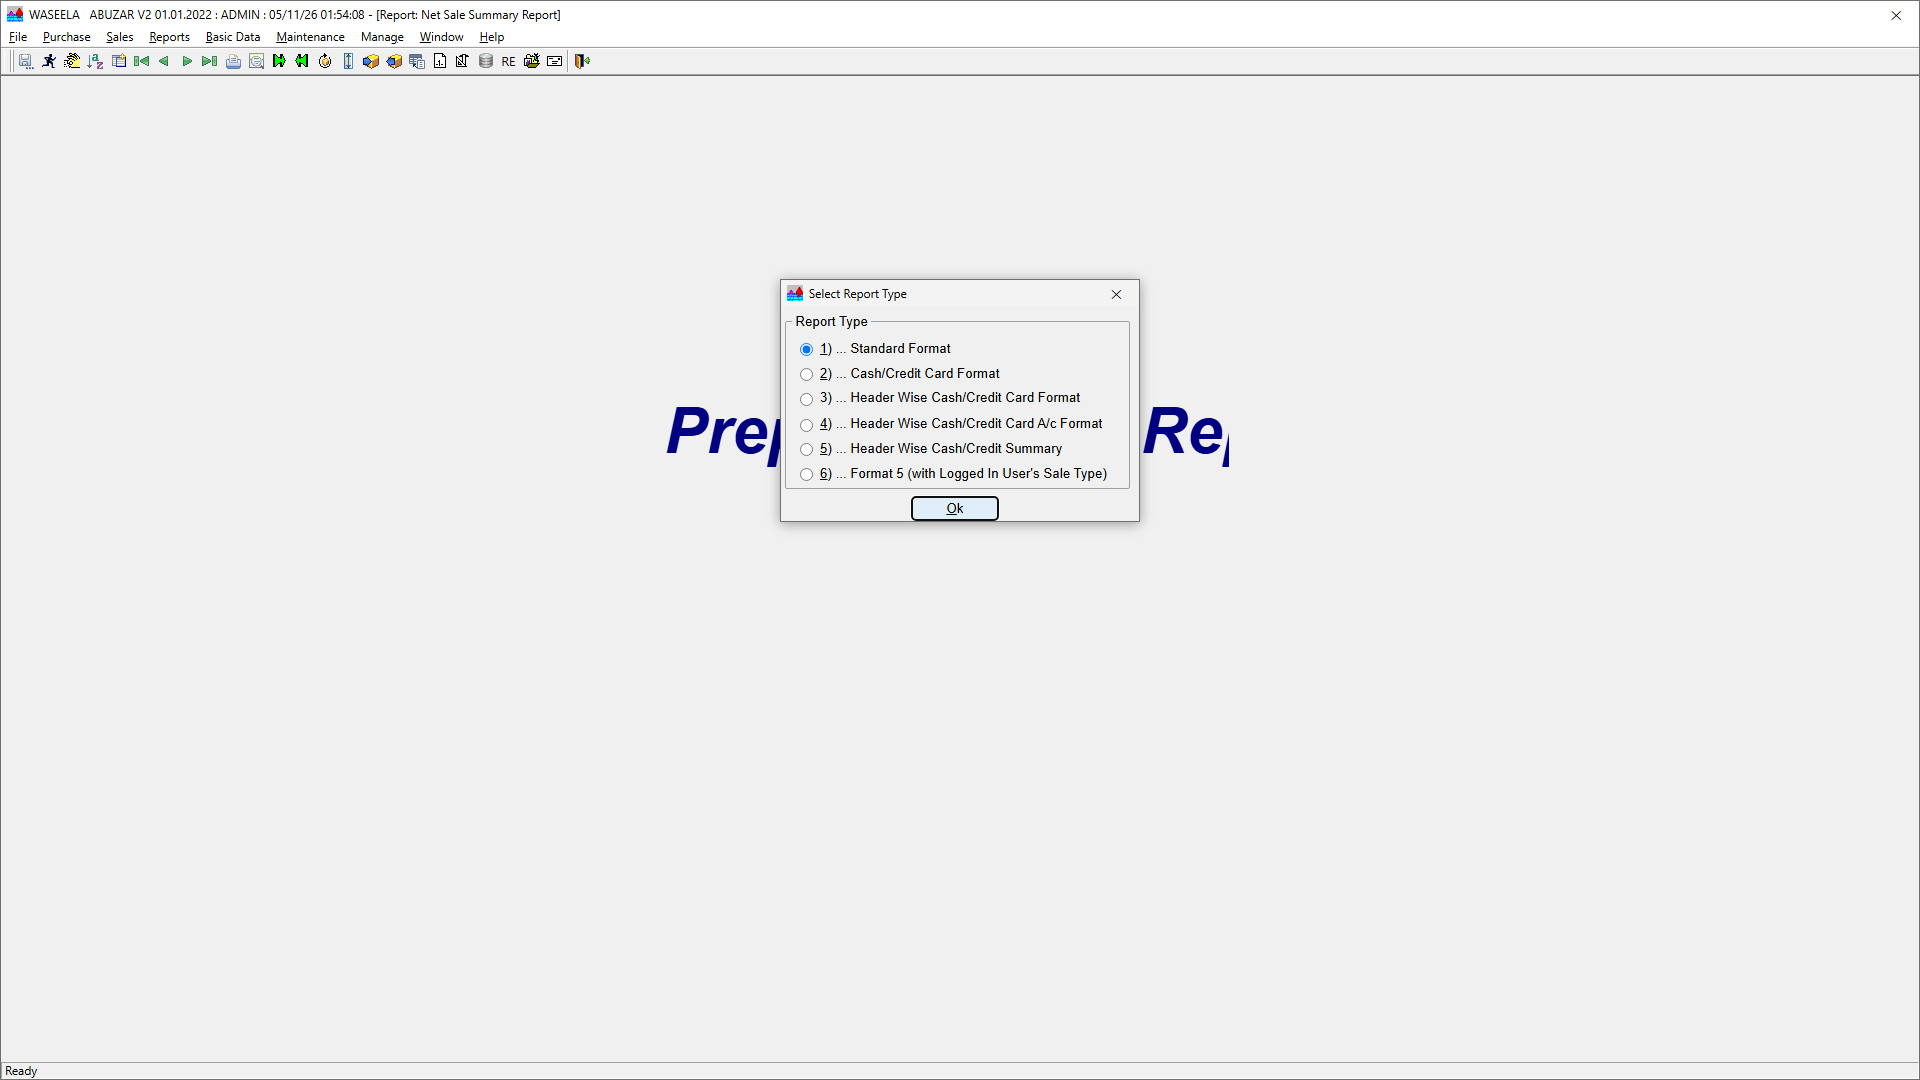 WASEELA ABUZAR V2 01.01.2022 : ADMIN : 05/11/26 01:54:08 - [Report: Net Sale Summary Report]
File Purchase Sales Reports Basic Data Maintenance Manage Window Help
RE
Select Report Type
Report Type
1) ... Standard Format
2) ... Cash/Credit Card Format
3) ... Header Wise Cash/Credit Card Format
4) ... Header Wise Cash/Credit Card A/c Format
5) ... Header Wise Cash/Credit Summary
6) ... Format 5 (with Logged In User's Sale Type)
Ok
Ready